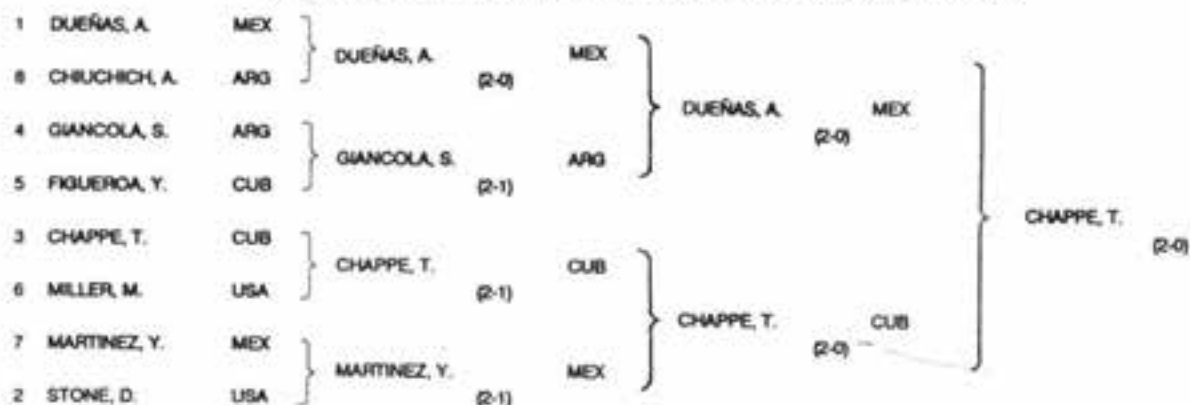 1 DUEÑAS, A. MEX
DUEÑAS, A. MEX
(2-0)
8 CHIUCHICH, A. ARG
DUEÑAS, A. MEX
(2-0)
4 GIANCOLA, S. ARG
GIANCOLA, S. ARG
(2-1)
5 FIGUEROA, Y. CUB
CHAPPE, T.
(2-0)
3 CHAPPE, T. CUB
CHAPPE, T. CUB
(2-1)
6 MILLER, M. USA
CHAPPE, T. CUB
(2-0)
7 MARTINEZ, Y. MEX
MARTINEZ, Y. MEX
(2-1)
2 STONE, D. USA